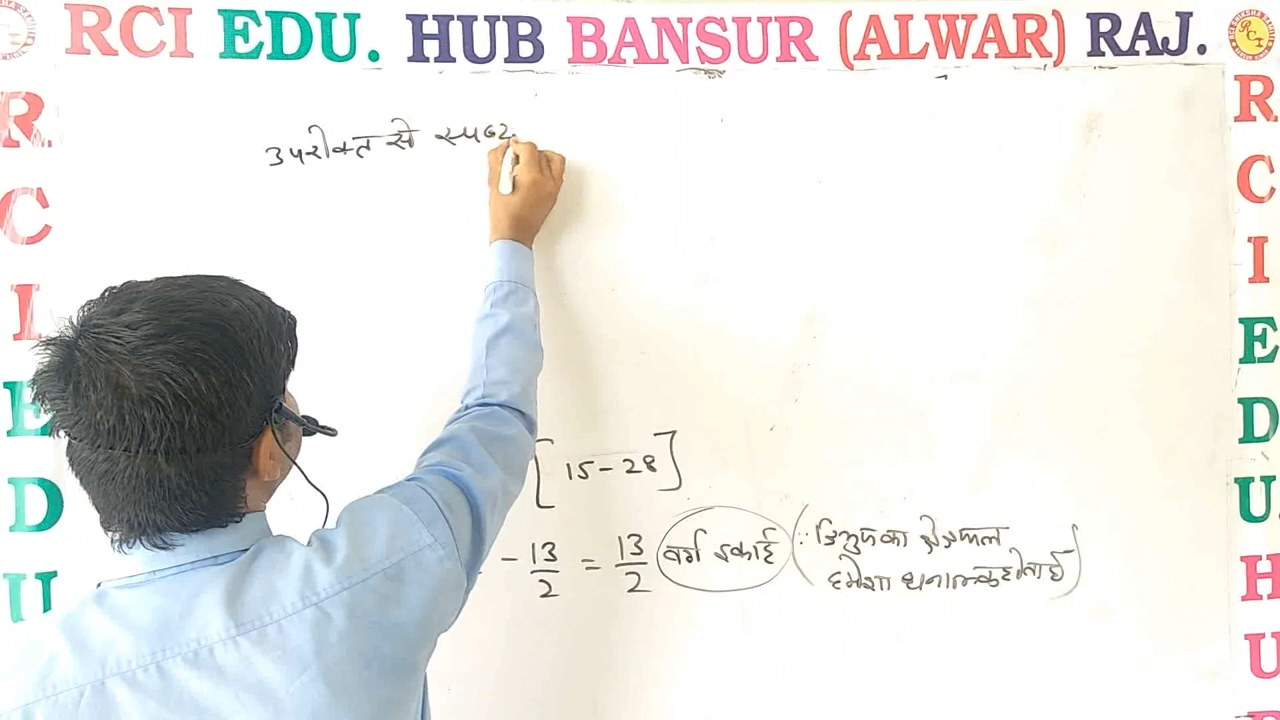 RCI EDU. HUB BANSUR (ALWAR) RAJ.
R
C
I
E
D
U
R
C
I
E
D
U.
H
U
उपरोक्त से स्पष्ट
[15-28]
- 13/2 = 13/2 वर्ग इकाई (∵ त्रिभुज का क्षेत्रफल
हमेशा धनात्मक होता है)